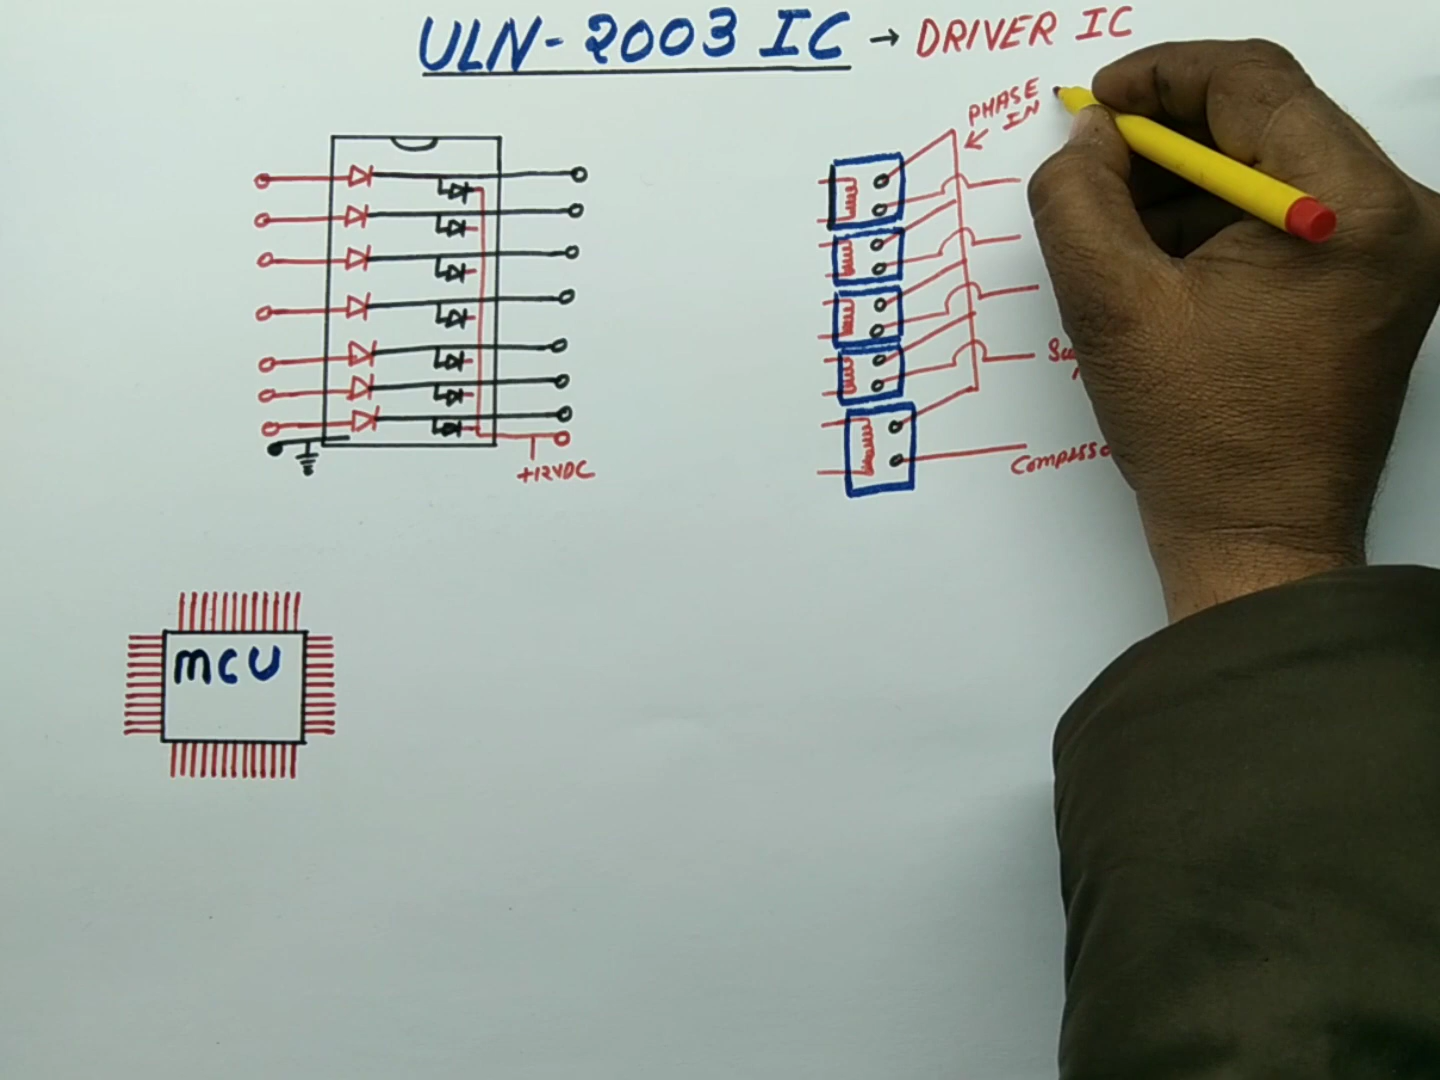 ULN-2003 IC → DRIVER IC
PHASE
IN
+12VDC
MCU